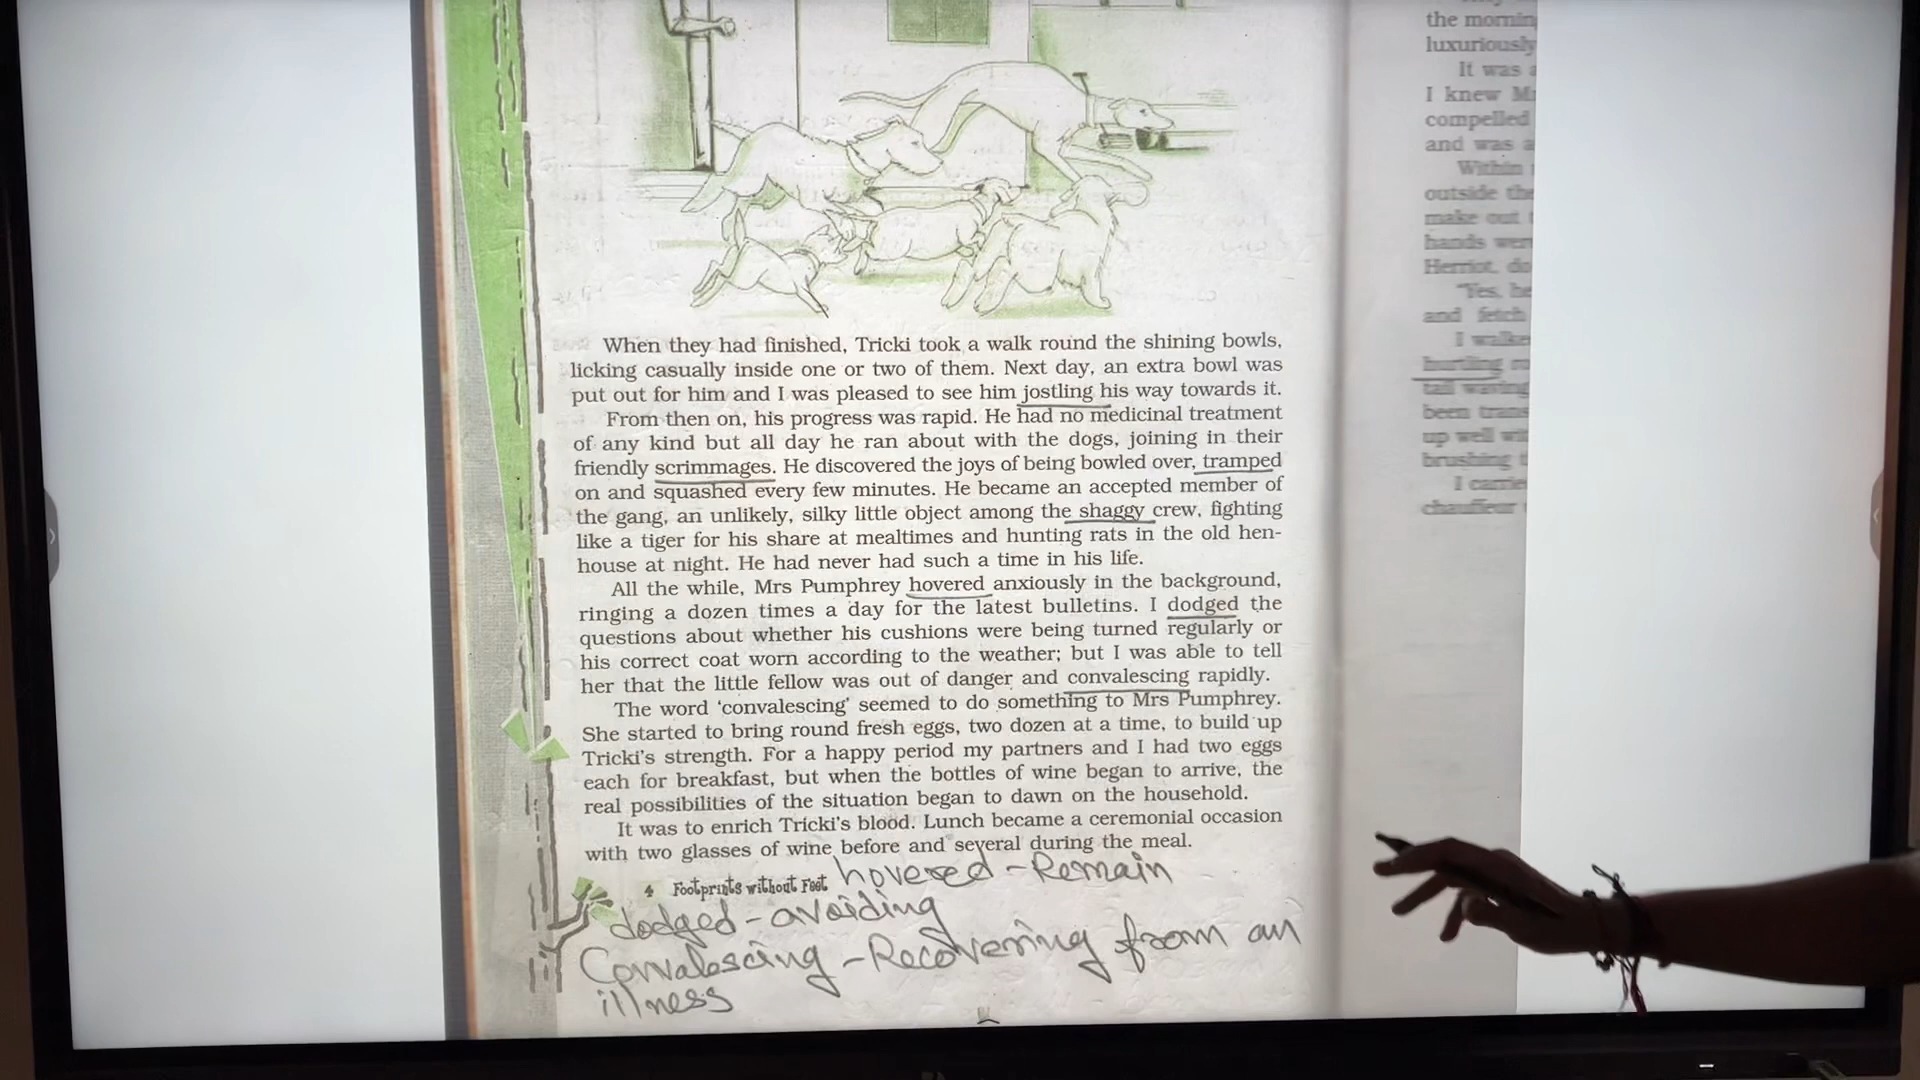 When they had finished, Tricki took a walk round the shining bowls,
licking casually inside one or two of them. Next day, an extra bowl was
put out for him and I was pleased to see him jostling his way towards it.
From then on, his progress was rapid. He had no medicinal treatment
of any kind but all day he ran about with the dogs, joining in their
friendly scrimmages. He discovered the joys of being bowled over, tramped
on and squashed every few minutes. He became an accepted member of
the gang, an unlikely, silky little object among the shaggy crew, fighting
like a tiger for his share at mealtimes and hunting rats in the old hen-
house at night. He had never had such a time in his life.
All the while, Mrs Pumphrey hovered anxiously in the background,
ringing a dozen times a day for the latest bulletins. I dodged the
questions about whether his cushions were being turned regularly or
his correct coat worn according to the weather; but I was able to tell
her that the little fellow was out of danger and convalescing rapidly.
The word ‘convalescing’ seemed to do something to Mrs Pumphrey.
She started to bring round fresh eggs, two dozen at a time, to build up
Tricki’s strength. For a happy period my partners and I had two eggs
each for breakfast, but when the bottles of wine began to arrive, the
real possibilities of the situation began to dawn on the household.
It was to enrich Tricki’s blood. Lunch became a ceremonial occasion
with two glasses of wine before and several during the meal.
4 Footprints without Feet hovered - Remain
dodged - avoiding
Convalescing - Recovering from an
illness
the mornin
luxuriously
It was a
I knew M
compelled
and was a
Within
outside the
make out
hands wer
Herriot, do
"Yes, he
and fetch
I walke
hurtling
tail waving
been trans
up well wi
brushing
I carrie
chauffeur